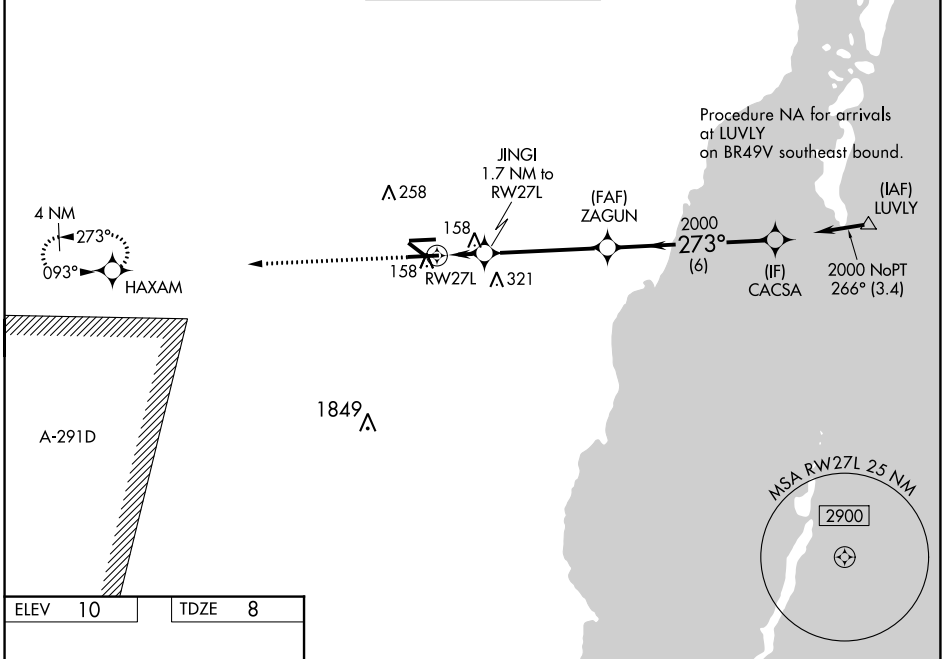 Procedure NA for arrivals
at LUVLY
on BR49V southeast bound.
JINGI
1.7 NM to
RW27L
258
(FAF)
ZAGUN
(IAF)
LUVLY
4 NM
273°
093°
HAXAM
158
158
RW27L
321
2000
273°
(6)
(IF)
CACSA
2000 NoPT
266° (3.4)
1849
A-291D
MSA RW27L 25 NM
2900
ELEV 10
TDZE 8